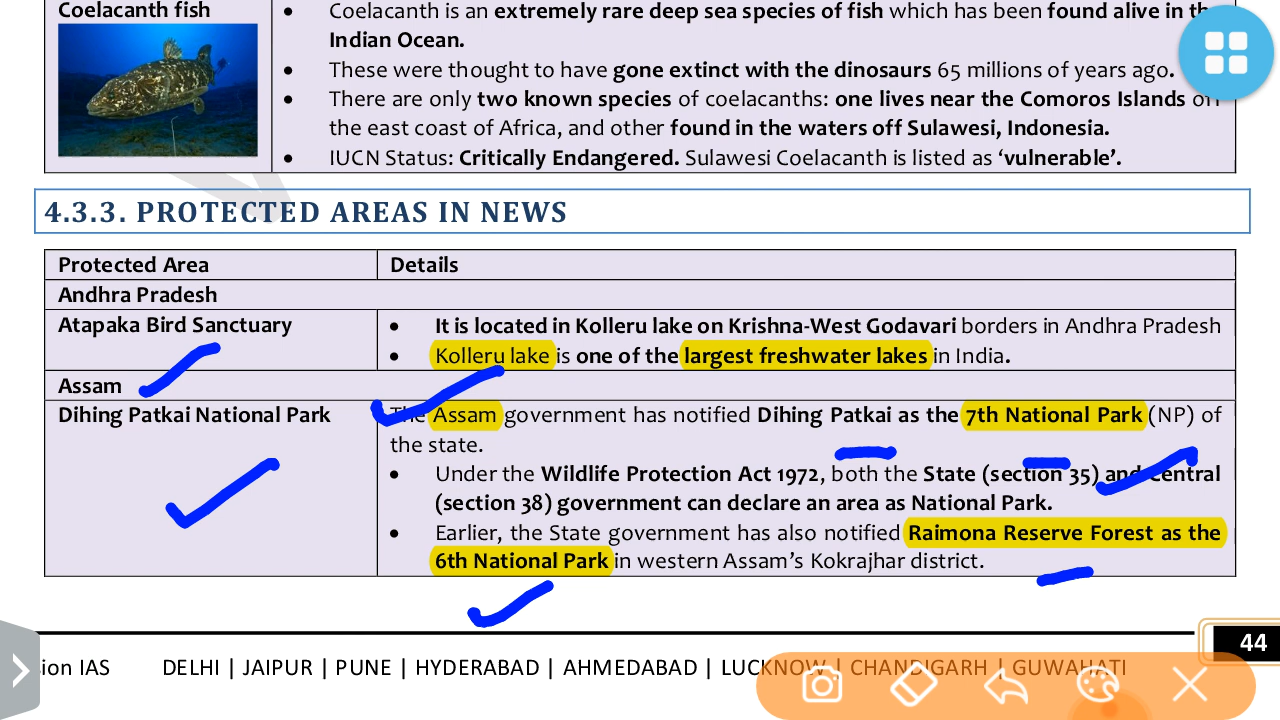 Coelacanth fish
• Coelacanth is an extremely rare deep sea species of fish which has been found alive in the
Indian Ocean.
• These were thought to have gone extinct with the dinosaurs 65 millions of years ago.
• There are only two known species of coelacanths: one lives near the Comoros Islands off
the east coast of Africa, and other found in the waters off Sulawesi, Indonesia.
• IUCN Status: Critically Endangered. Sulawesi Coelacanth is listed as ‘vulnerable’.
4.3.3. PROTECTED AREAS IN NEWS
Protected Area Details
Andhra Pradesh
Atapaka Bird Sanctuary
• It is located in Kolleru lake on Krishna-West Godavari borders in Andhra Pradesh
• Kolleru lake is one of the largest freshwater lakes in India.
Assam
Dihing Patkai National Park
The Assam government has notified Dihing Patkai as the 7th National Park (NP) of
the state.
• Under the Wildlife Protection Act 1972, both the State (section 35) and Central
(section 38) government can declare an area as National Park.
• Earlier, the State government has also notified Raimona Reserve Forest as the
6th National Park in western Assam’s Kokrajhar district.
44
sion IAS DELHI | JAIPUR | PUNE | HYDERABAD | AHMEDABAD | LUCKNOW | CHANDIGARH | GUWAHATI